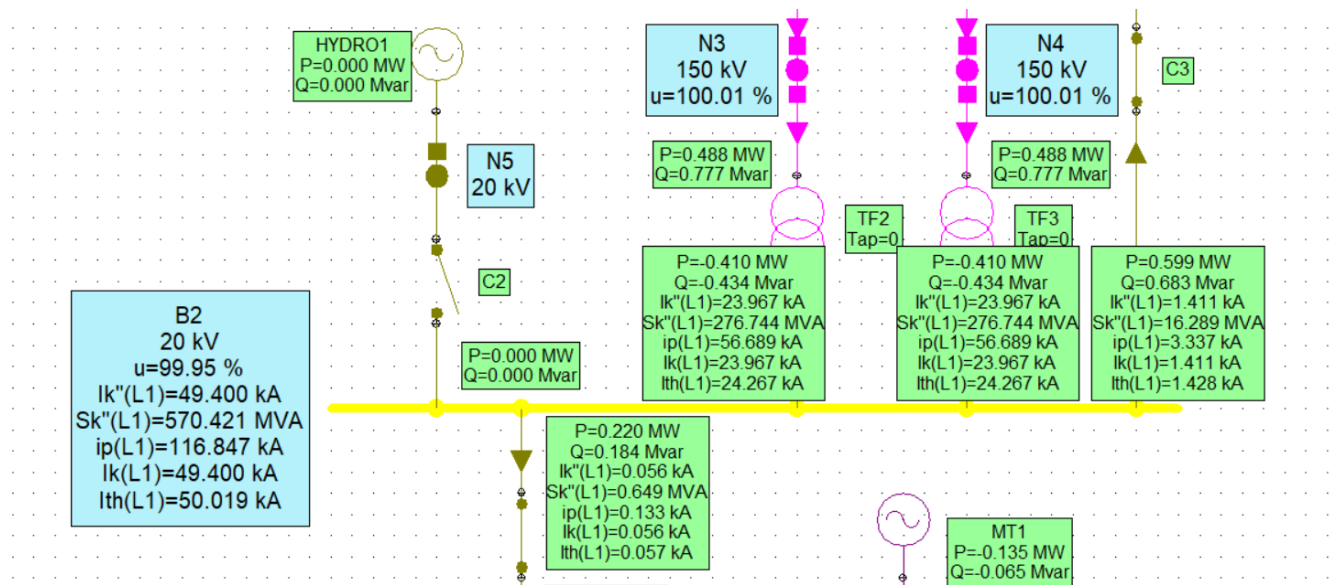 HYDRO1
P=0.000 MW
Q=0.000 Mvar
N3
150 kV
u=100.01 %
N4
150 kV
u=100.01 %
C3
N5
20 kV
P=0.488 MW
Q=0.777 Mvar
P=0.488 MW
Q=0.777 Mvar
TF2
Tap=0
TF3
Tap=0
C2
P=-0.410 MW
Q=-0.434 Mvar
Ik"(L1)=23.967 kA
Sk"(L1)=276.744 MVA
ip(L1)=56.689 kA
Ik(L1)=23.967 kA
Ith(L1)=24.267 kA
P=-0.410 MW
Q=-0.434 Mvar
Ik"(L1)=23.967 kA
Sk"(L1)=276.744 MVA
ip(L1)=56.689 kA
Ik(L1)=23.967 kA
Ith(L1)=24.267 kA
P=0.599 MW
Q=0.683 Mvar
Ik"(L1)=1.411 kA
Sk"(L1)=16.289 MVA
ip(L1)=3.337 kA
Ik(L1)=1.411 kA
Ith(L1)=1.428 kA
B2
20 kV
u=99.95 %
Ik"(L1)=49.400 kA
Sk"(L1)=570.421 MVA
ip(L1)=116.847 kA
Ik(L1)=49.400 kA
Ith(L1)=50.019 kA
P=0.000 MW
Q=0.000 Mvar
P=0.220 MW
Q=0.184 Mvar
Ik"(L1)=0.056 kA
Sk"(L1)=0.649 MVA
ip(L1)=0.133 kA
Ik(L1)=0.056 kA
Ith(L1)=0.057 kA
MT1
P=-0.135 MW
Q=-0.065 Mvar